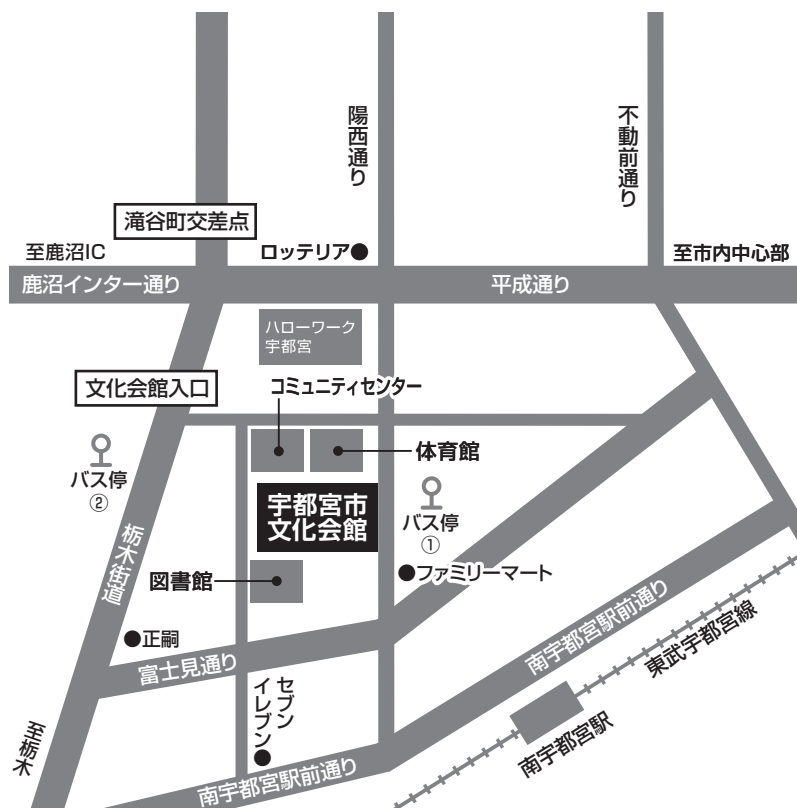 陽西通り
不動前通り
滝谷町交差点
至鹿沼IC
ロッテリア●
至市内中心部
鹿沼インター通り
平成通り
ハローワーク
宇都宮
文化会館入口
コミュニティセンター
体育館
バス停
②
宇都宮市
文化会館
バス停
①
栃木街道
図書館
●ファミリーマート
●正嗣
富士見通り
南宇都宮駅前通り
東武宇都宮線
セブン
イレブン
至栃木
南宇都宮駅
南宇都宮駅前通り